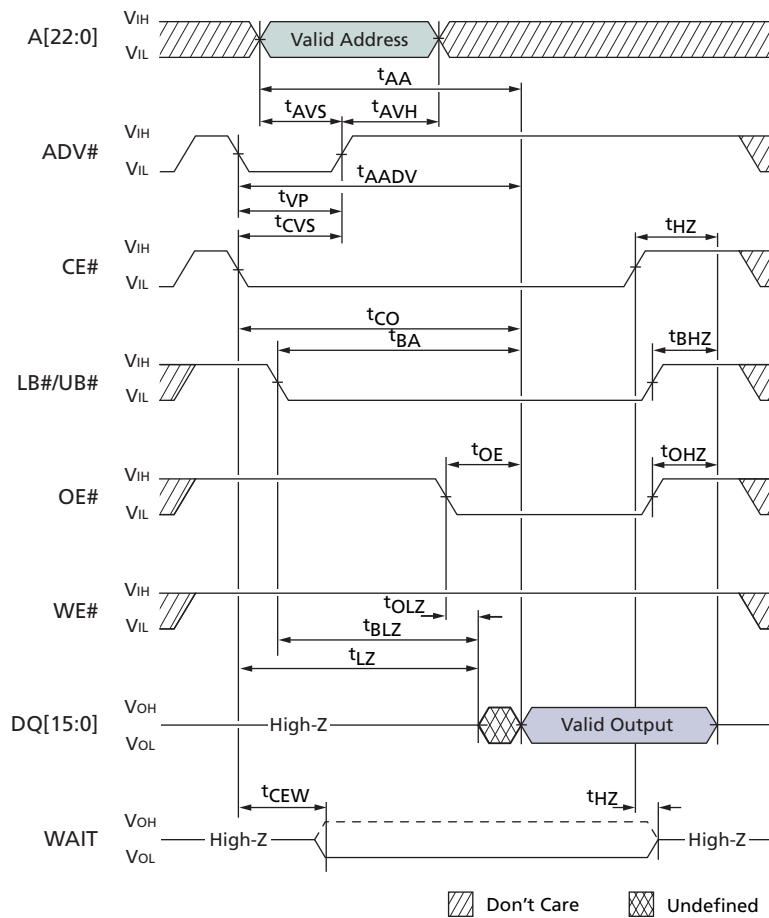 A[22:0]
VIH
VIL
Valid Address
tAA
tAVS
tAVH
ADV#
VIH
VIL
tAADV
tVP
tCVS
CE#
VIH
VIL
tHZ
tCO
tBA
tBHZ
LB#/UB#
VIH
VIL
tOE
tOHZ
OE#
VIH
VIL
WE#
VIH
VIL
tOLZ
tBLZ
tLZ
DQ[15:0]
VOH
VOL
High-Z
Valid Output
tCEW
tHZ
WAIT
VOH
VOL
High-Z
High-Z
Don't Care
Undefined